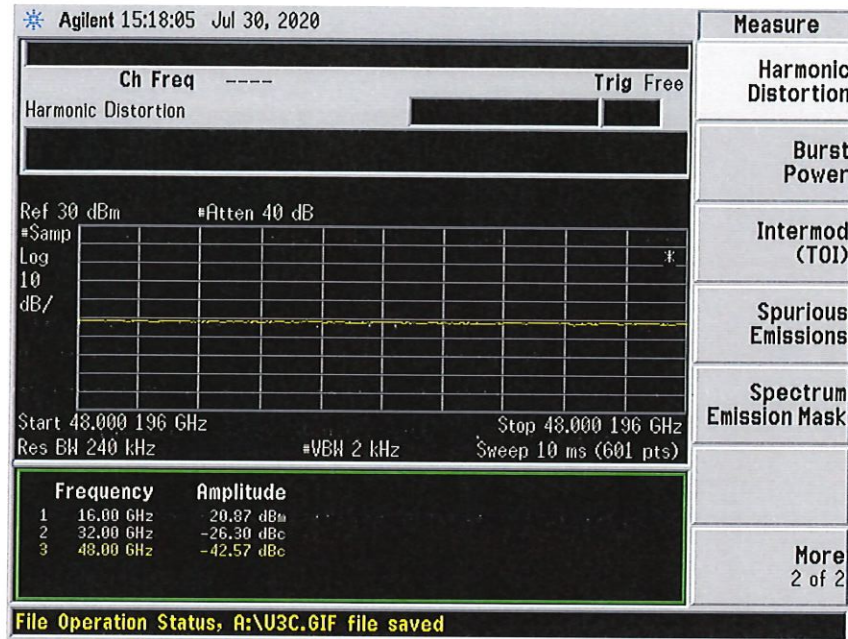 Agilent 15:18:05 Jul 30, 2020
Measure
Ch Freq ----
Trig Free
Harmonic Distortion
Ref 30 dBm #Atten 40 dB
#Samp
Log
10
dB/
*
Start 48.000 196 GHz Stop 48.000 196 GHz
Res BW 240 kHz #VBW 2 kHz Sweep 10 ms (601 pts)
Frequency Amplitude
1 16.00 GHz 20.87 dBm
2 32.00 GHz -26.30 dBc
3 48.00 GHz -42.57 dBc
File Operation Status, A:\U3C.GIF file saved
Harmonic
Distortion
Burst
Power
Intermod
(TOI)
Spurious
Emissions
Spectrum
Emission Mask
More
2 of 2